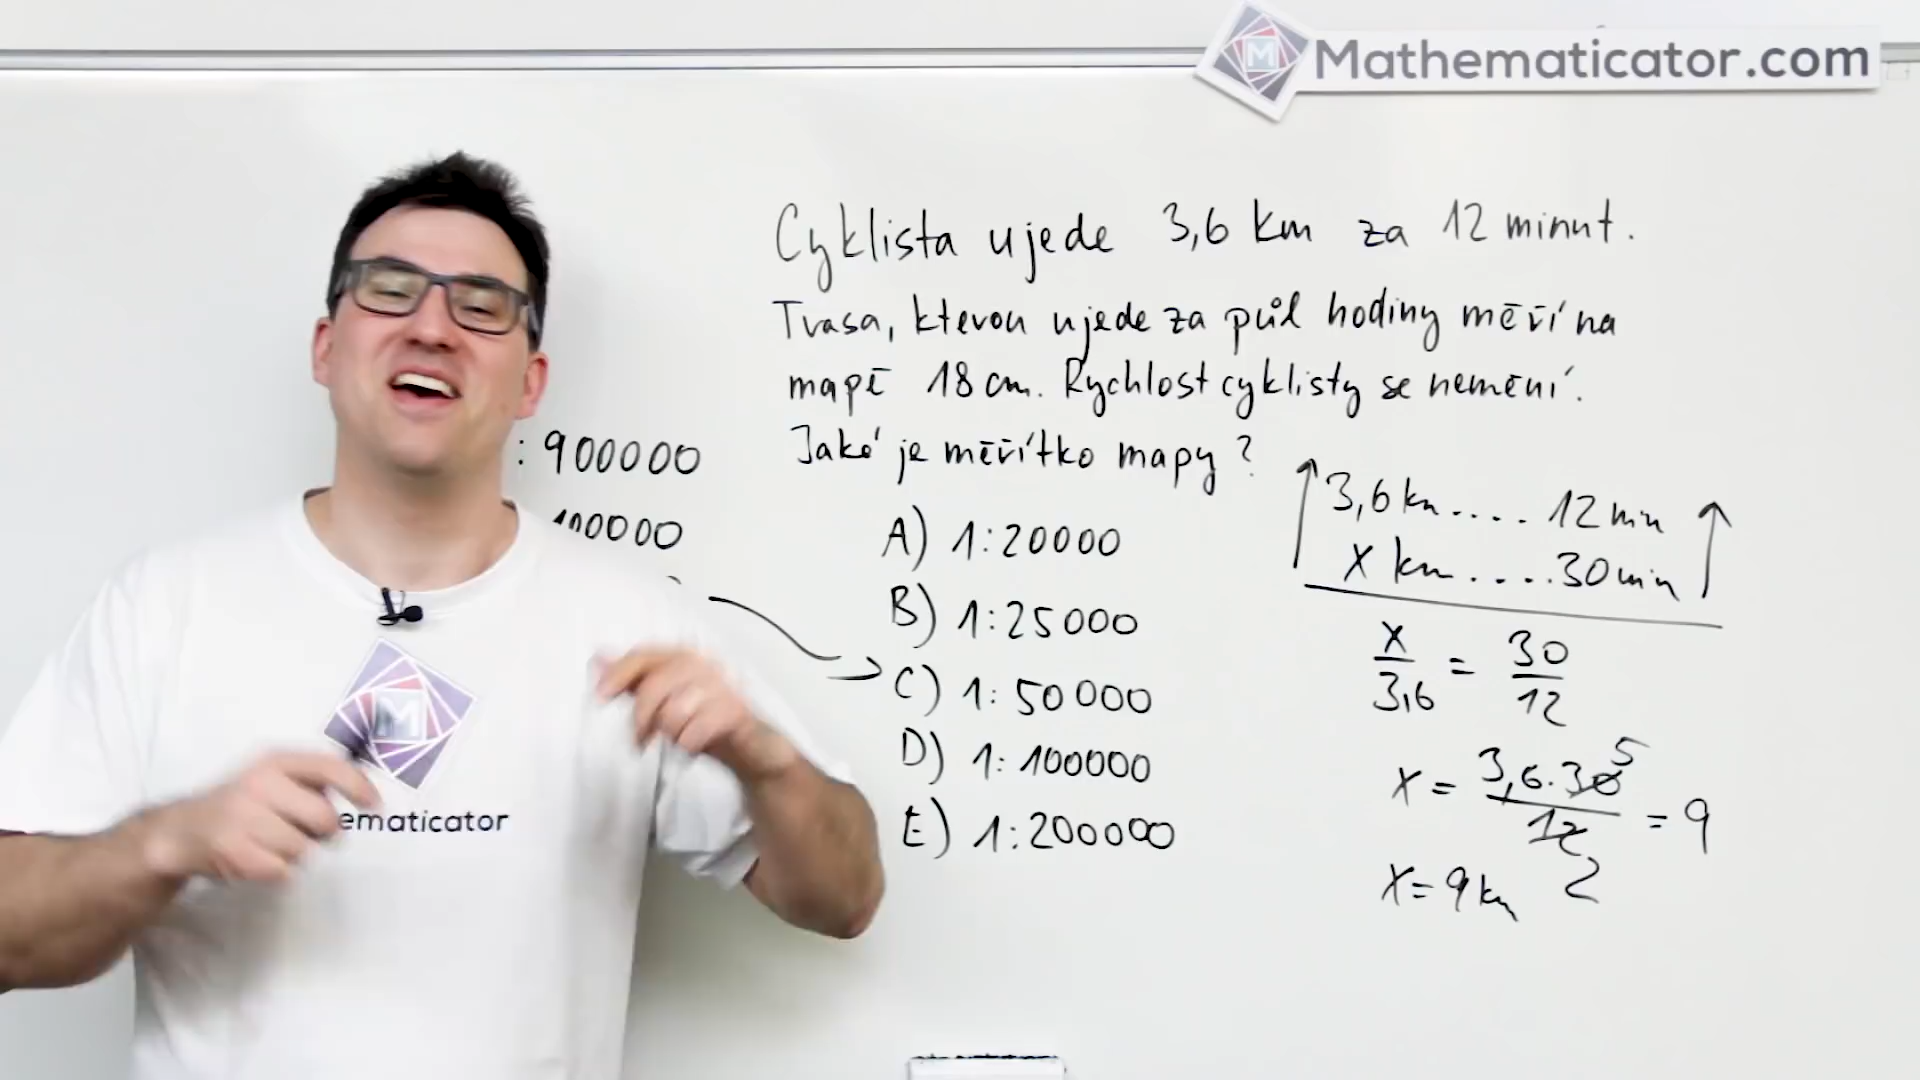 Mathematicator.com
Cyklista ujede 3,6 km za 12 minut.
Trasa, kterou ujede za půl hodiny měří na
mapě 18 cm. Rychlost cyklisty se nemění.
Jaké je měřítko mapy?
: 900000
100000
A) 1:20000
B) 1:25000
C) 1:50000
D) 1:100000
E) 1:200000
3,6 km .... 12 min
x km .... 30 min
x/3,6 = 30/12
x = 3,6 . 30 5 / 12 2 = 9
x = 9 km
M
ematicator